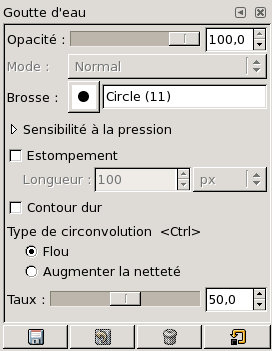 Goutte d'eau
Opacité : 100,0
Mode : Normal
Brosse : Circle (11)
Sensibilité à la pression
Estompement
Longueur : 100 px
Contour dur
Type de circonvolution <Ctrl>
Flou
Augmenter la netteté
Taux : 50,0